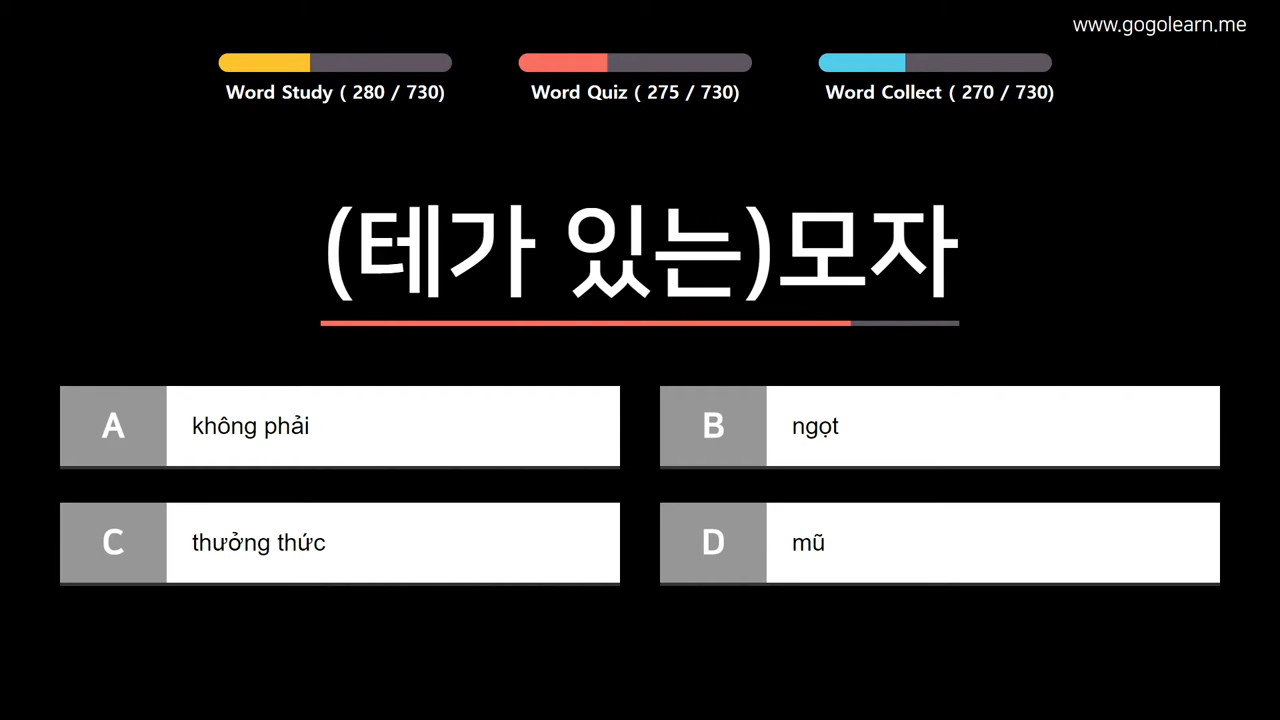 www.gogolearn.me
Word Study ( 280 / 730)
Word Quiz ( 275 / 730)
Word Collect ( 270 / 730)
(테가 있는)모자
A
không phải
B
ngọt
C
thưởng thức
D
mũ